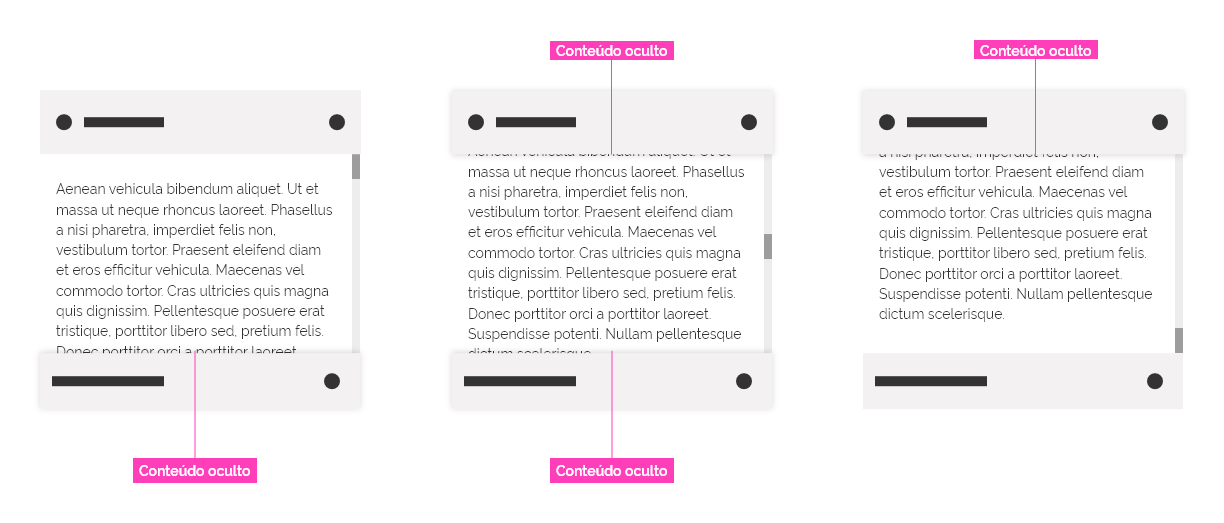 Conteúdo oculto
Conteúdo oculto
Aenean vehicula bibendum aliquet. Ut et
massa ut neque rhoncus laoreet. Phasellus
a nisi pharetra, imperdiet felis non,
vestibulum tortor. Praesent eleifend diam
et eros efficitur vehicula. Maecenas vel
commodo tortor. Cras ultricies quis magna
quis dignissim. Pellentesque posuere erat
tristique, porttitor libero sed, pretium felis.
Donec porttitor orci a porttitor laoreet.
Conteúdo oculto
Aenean vehicula bibendum aliquet. Ut et
massa ut neque rhoncus laoreet. Phasellus
a nisi pharetra, imperdiet felis non,
vestibulum tortor. Praesent eleifend diam
et eros efficitur vehicula. Maecenas vel
commodo tortor. Cras ultricies quis magna
quis dignissim. Pellentesque posuere erat
tristique, porttitor libero sed, pretium felis.
Donec porttitor orci a porttitor laoreet.
Suspendisse potenti. Nullam pellentesque
dictum scelerisque.
Conteúdo oculto
a nisi pharetra, imperdiet felis non,
vestibulum tortor. Praesent eleifend diam
et eros efficitur vehicula. Maecenas vel
commodo tortor. Cras ultricies quis magna
quis dignissim. Pellentesque posuere erat
tristique, porttitor libero sed, pretium felis.
Donec porttitor orci a porttitor laoreet.
Suspendisse potenti. Nullam pellentesque
dictum scelerisque.